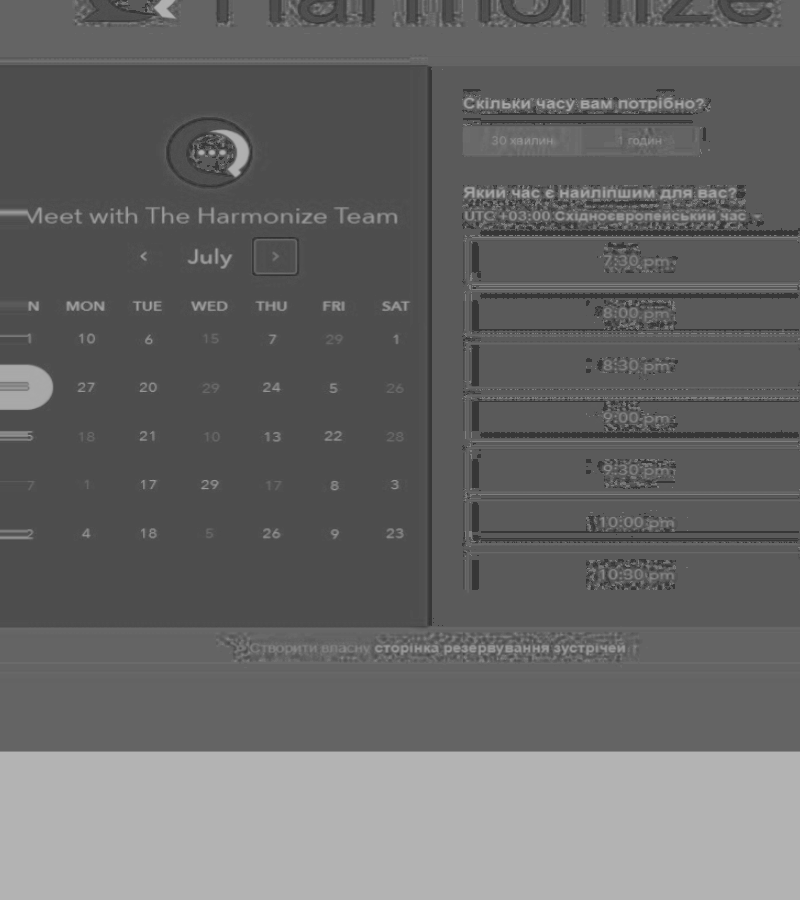 Harmonize
Meet with The Harmonize Team
July
N MON TUE WED THU FRI SAT
1 10 6 15 7 29 1
27 20 29 24 5 26
5 18 21 10 13 22 28
7 1 17 29 17 8 3
2 4 18 5 26 9 23
Скільки часу вам потрібно?
30 хвилин 1 годин
Який час є найліпшим для вас?
UTC +03:00 Східноєвропейський час
7:30 pm
8:00 pm
8:30 pm
9:00 pm
9:30 pm
10:00 pm
10:30 pm
Створити власну сторінка резервування зустрічей